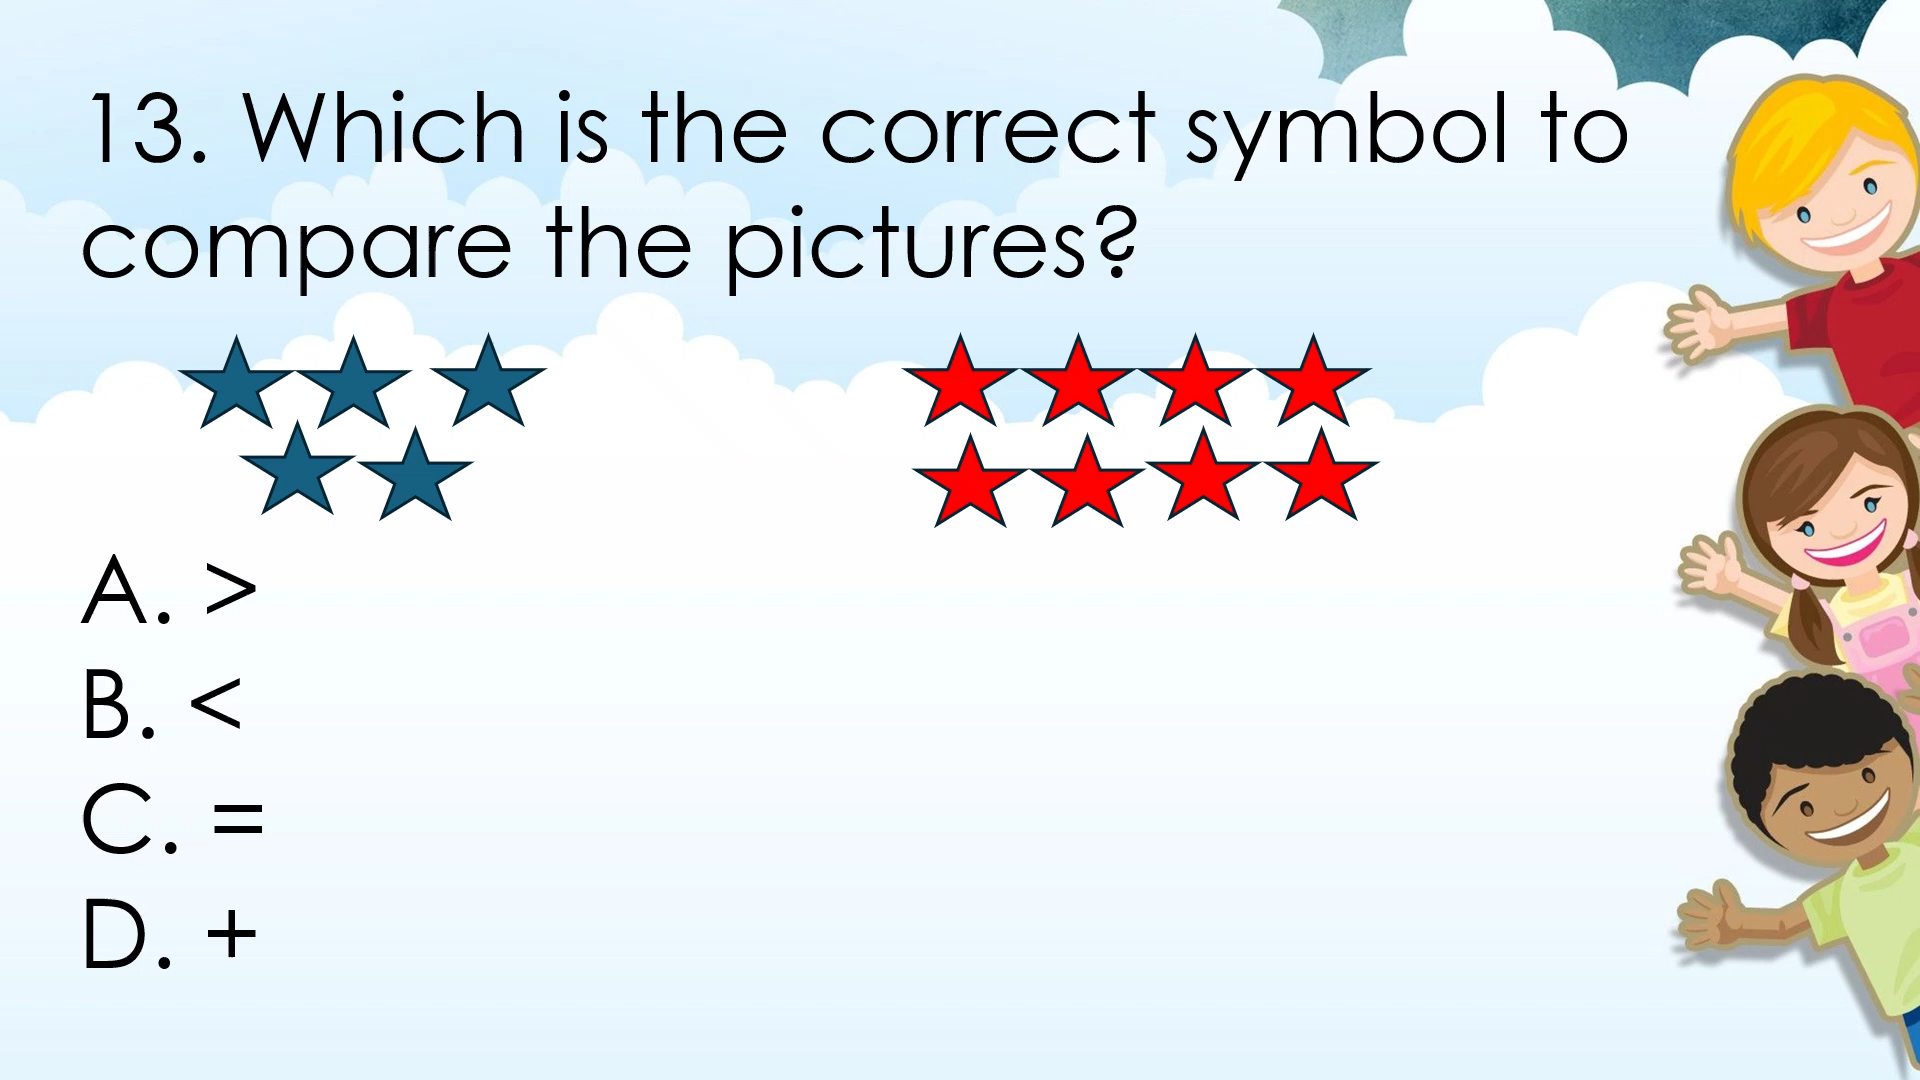 13. Which is the correct symbol to
compare the pictures?
A. >
B. <
C. =
D. +